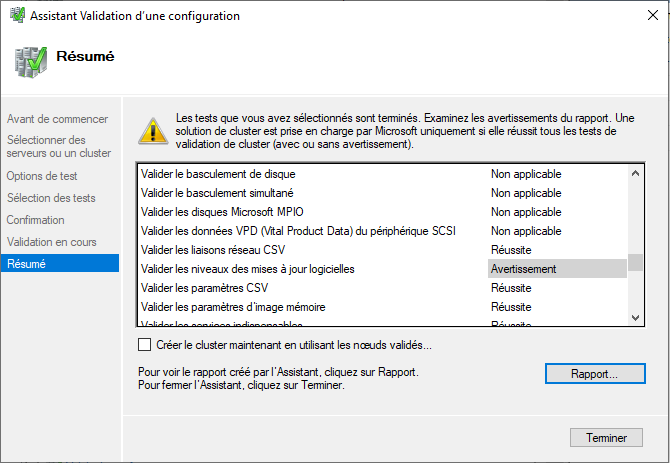 Assistant Validation d'une configuration
Résumé
Avant de commencer
Sélectionner des
serveurs ou un cluster
Options de test
Sélection des tests
Confirmation
Validation en cours
Résumé
Les tests que vous avez sélectionnés sont terminés. Examinez les avertissements du rapport. Une
solution de cluster est prise en charge par Microsoft uniquement si elle réussit tous les tests de
validation de cluster (avec ou sans avertissement).
Valider le basculement de disque Non applicable
Valider le basculement simultané Non applicable
Valider les disques Microsoft MPIO Non applicable
Valider les données VPD (Vital Product Data) du périphérique SCSI Non applicable
Valider les liaisons réseau CSV Réussite
Valider les niveaux des mises à jour logicielles Avertissement
Valider les paramètres CSV Réussite
Valider les paramètres d'image mémoire Réussite
Valider les services indispensables Réussite
Créer le cluster maintenant en utilisant les nœuds validés...
Pour voir le rapport créé par l'Assistant, cliquez sur Rapport.
Pour fermer l'Assistant, cliquez sur Terminer.
Rapport...
Terminer